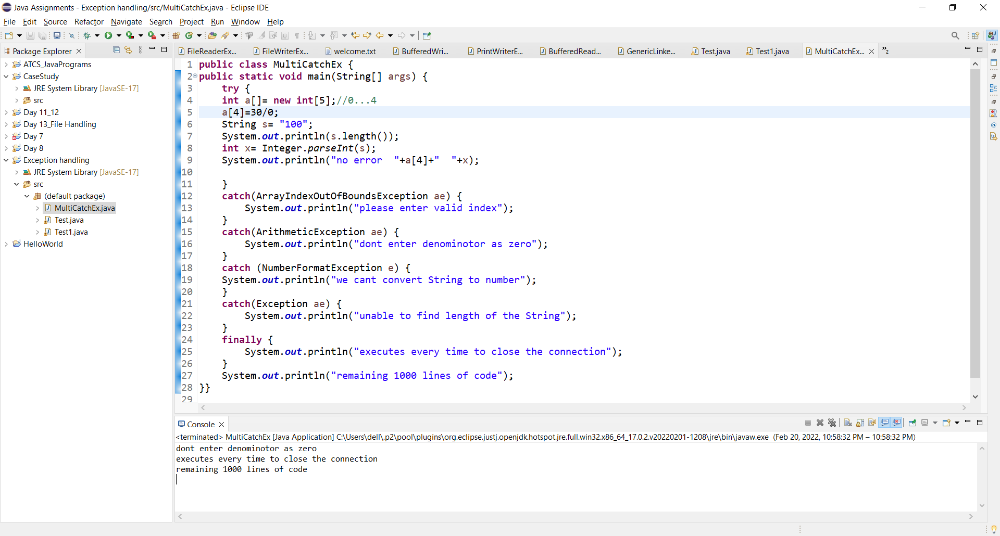 Java Assignments - Exception handling/src/MultiCatchEx.java - Eclipse IDE
File Edit Source Refactor Navigate Search Project Run Window Help
Package Explorer
ATCS_JavaPrograms
CaseStudy
JRE System Library [JavaSE-17]
src
Day 11_12
Day 13_File Handling
Day 7
Day 8
Exception handling
JRE System Library [JavaSE-17]
src
(default package)
MultiCatchEx.java
Test.java
Test1.java
HelloWorld
FileReaderEx... FileWriterEx... welcome.txt BufferedWri... PrintWriterE... BufferedRead... GenericLinke... Test.java Test1.java MultiCatchEx... »2
1 public class MultiCatchEx {
2 public static void main(String[] args) {
3     try {
4     int a[]= new int[5];//0...4
5     a[4]=30/0;
6     String s= "100";
7     System.out.println(s.length());
8     int x= Integer.parseInt(s);
9     System.out.println("no error  "+a[4]+"  "+x);
10
11     }
12     catch(ArrayIndexOutOfBoundsException ae) {
13         System.out.println("please enter valid index");
14     }
15     catch(ArithmeticException ae) {
16         System.out.println("dont enter denominotor as zero");
17     }
18     catch (NumberFormatException e) {
19     System.out.println("we cant convert String to number");
20     }
21     catch(Exception ae) {
22         System.out.println("unable to find length of the String");
23     }
24     finally {
25         System.out.println("executes every time to close the connection");
26     }
27     System.out.println("remaining 1000 lines of code");
28 }}
29
Console
<terminated> MultiCatchEx [Java Application] C:\Users\dell\.p2\pool\plugins\org.eclipse.justj.openjdk.hotspot.jre.full.win32.x86_64_17.0.2.v20220201-1208\jre\bin\javaw.exe (Feb 20, 2022, 10:58:32 PM – 10:58:32 PM)
dont enter denominotor as zero
executes every time to close the connection
remaining 1000 lines of code